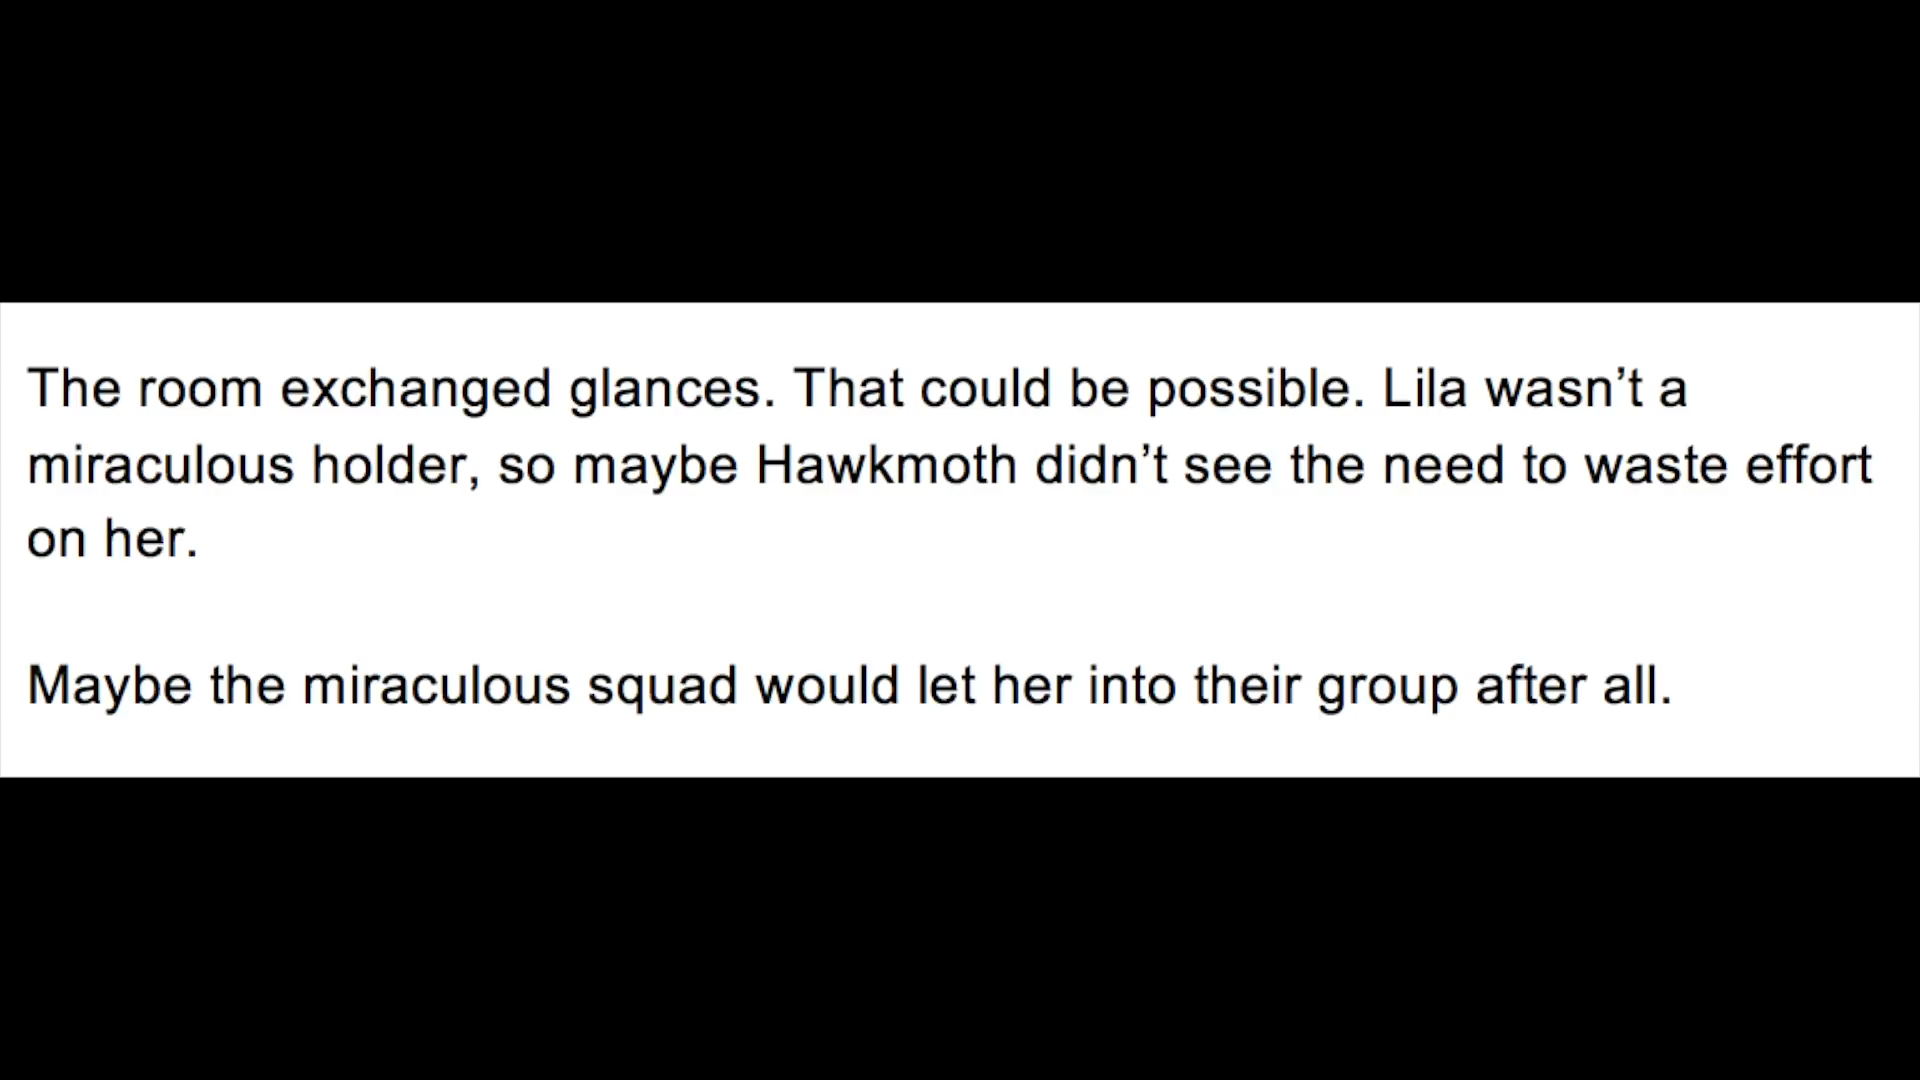 The room exchanged glances. That could be possible. Lila wasn’t a
miraculous holder, so maybe Hawkmoth didn’t see the need to waste effort
on her.
Maybe the miraculous squad would let her into their group after all.